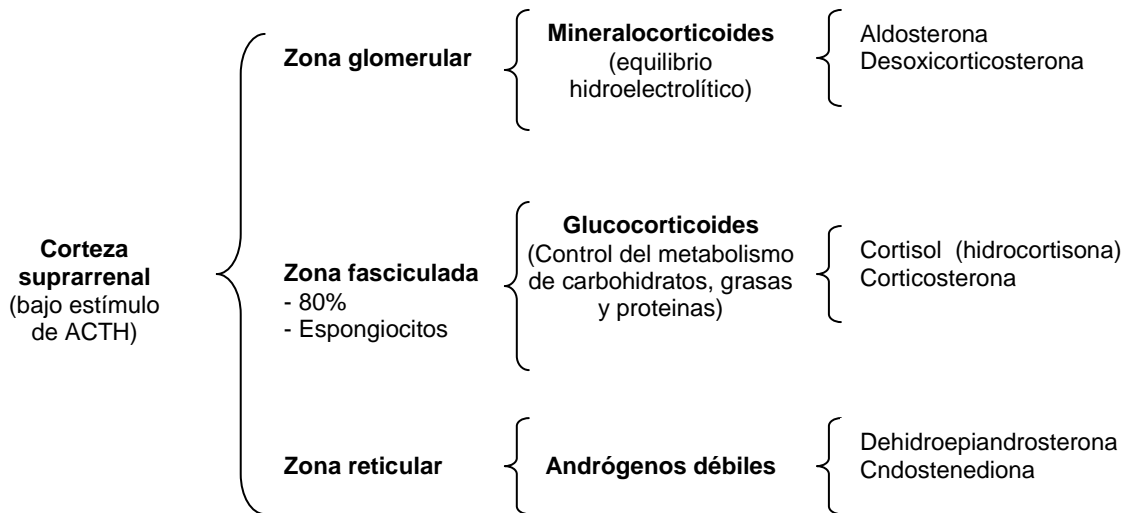 Corteza
suprarrenal
(bajo estímulo
de ACTH)
Zona glomerular
Mineralocorticoides
(equilibrio
hidroelectrolítico)
Aldosterona
Desoxicorticosterona
Zona fasciculada
- 80%
- Espongiocitos
Glucocorticoides
(Control del metabolismo
de carbohidratos, grasas
y proteinas)
Cortisol (hidrocortisona)
Corticosterona
Zona reticular
Andrógenos débiles
Dehidroepiandrosterona
Cndostenediona